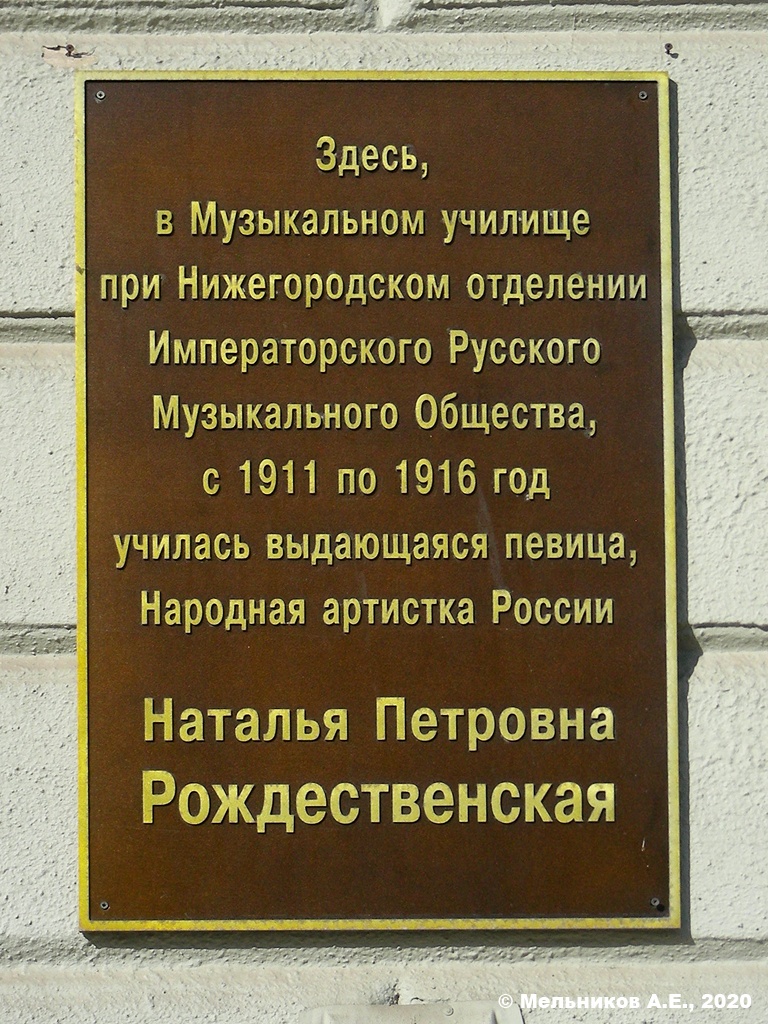 Здесь,
в Музыкальном училище
при Нижегородском отделении
Императорского Русского
Музыкального Общества,
с 1911 по 1916 год
училась выдающаяся певица,
Народная артистка России
Наталья Петровна
Рождественская
© Мельников А.Е., 2020